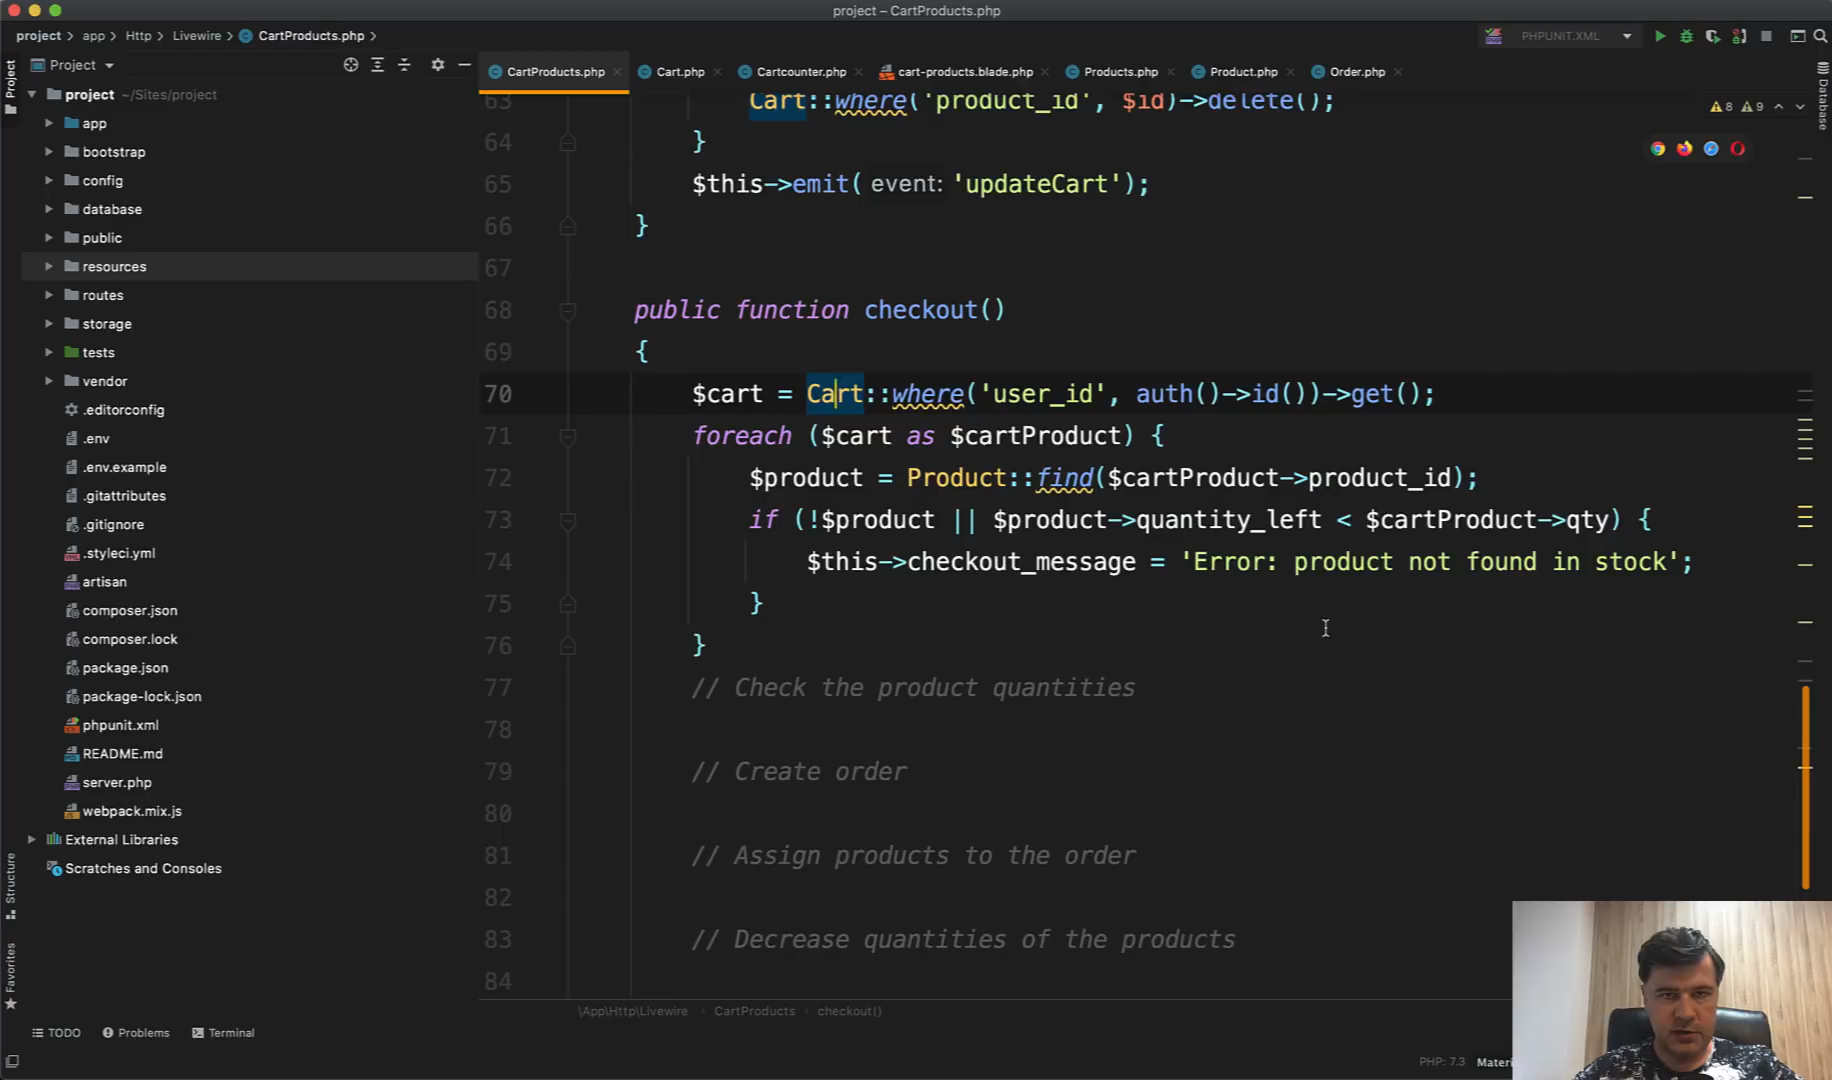 project – CartProducts.php
project app Http Livewire CartProducts.php
PHPUNIT.XML
Project
CartProducts.php
Cart.php
Cartcounter.php
cart-products.blade.php
Products.php
Product.php
Order.php
8 9
Project
Structure
Favorites
Database
project ~/Sites/project
app
bootstrap
config
database
public
resources
routes
storage
tests
vendor
.editorconfig
.env
.env.example
.gitattributes
.gitignore
.styleci.yml
artisan
composer.json
composer.lock
package.json
package-lock.json
phpunit.xml
README.md
server.php
webpack.mix.js
External Libraries
Scratches and Consoles
63 Cart::where('product_id', $id)->delete();
64 }
65 $this->emit( event: 'updateCart');
66 }
67
68 public function checkout()
69 {
70 $cart = Cart::where('user_id', auth()->id())->get();
71 foreach ($cart as $cartProduct) {
72 $product = Product::find($cartProduct->product_id);
73 if (!$product || $product->quantity_left < $cartProduct->qty) {
74 $this->checkout_message = 'Error: product not found in stock';
75 }
76 }
77 // Check the product quantities
78
79 // Create order
80
81 // Assign products to the order
82
83 // Decrease quantities of the products
84
\App\Http\Livewire CartProducts checkout()
TODO Problems Terminal
PHP: 7.3